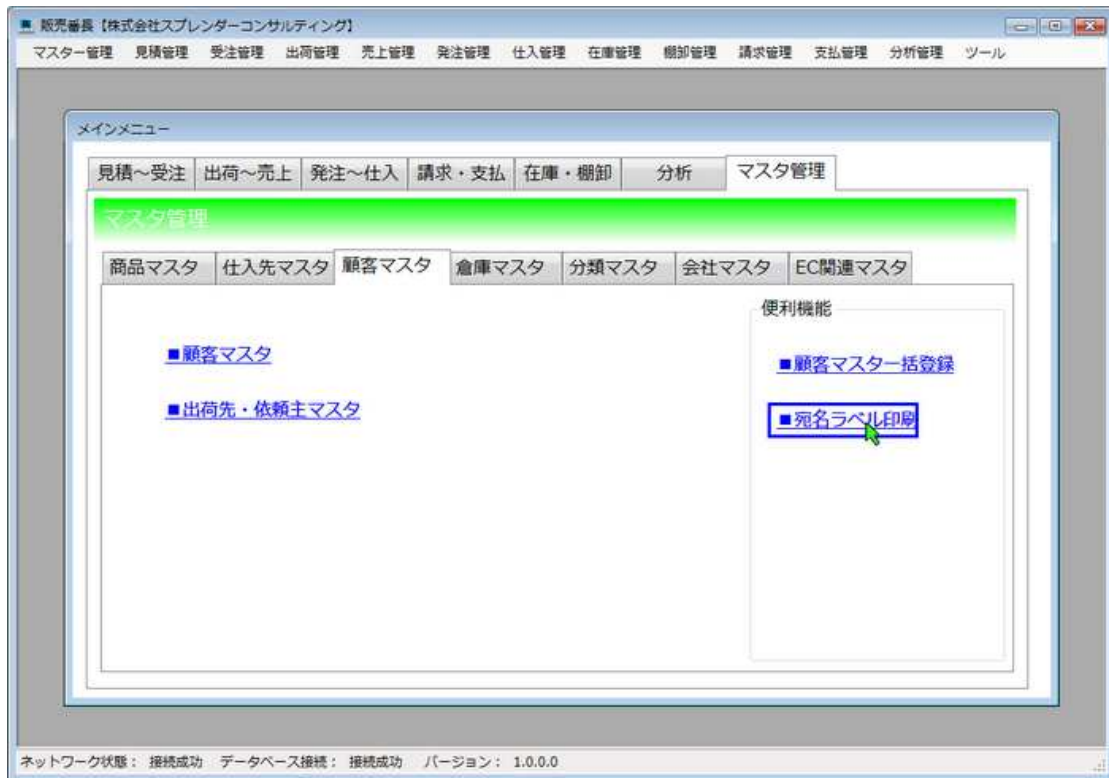 販売番長【株式会社スプレンダーコンサルティング】
マスター管理 見積管理 受注管理 出荷管理 売上管理 発注管理 仕入管理 在庫管理 棚卸管理 請求管理 支払管理 分析管理 ツール
メインメニュー
見積～受注 出荷～売上 発注～仕入 請求・支払 在庫・棚卸 分析 マスタ管理
マスタ管理
商品マスタ 仕入先マスタ 顧客マスタ 倉庫マスタ 分類マスタ 会社マスタ EC関連マスタ
便利機能
■顧客マスタ
■顧客マスター括登録
■出荷先・依頼主マスタ
■宛名ラベル印刷
ネットワーク状態： 接続成功 データベース接続： 接続成功 バージョン： 1.0.0.0